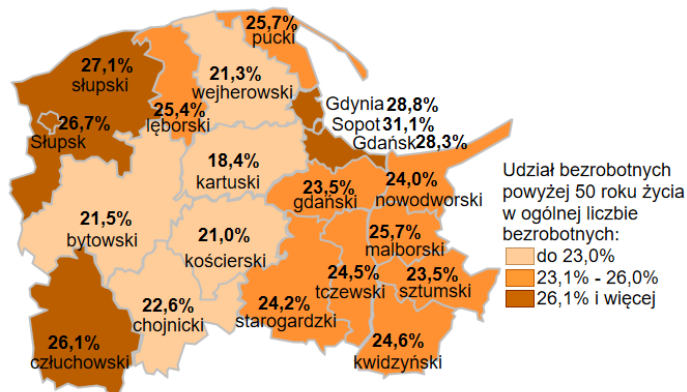 25,7%
pucki
27,1%
słupski
21,3%
wejherowski
25,4%
lęborski
26,7%
Słupsk
Gdynia 28,8%
Sopot 31,1%
Gdańsk 28,3%
18,4%
kartuski
23,5%
gdański
24,0%
nowodworski
21,5%
bytowski
21,0%
kościerski
25,7%
malborski
24,5%
tczewski
23,5%
sztumski
24,2%
starogardzki
22,6%
chojnicki
26,1%
człuchowski
24,6%
kwidzyński
Udział bezrobotnych
powyżej 50 roku życia
w ogólnej liczbie
bezrobotnych:
do 23,0%
23,1% - 26,0%
26,1% i więcej